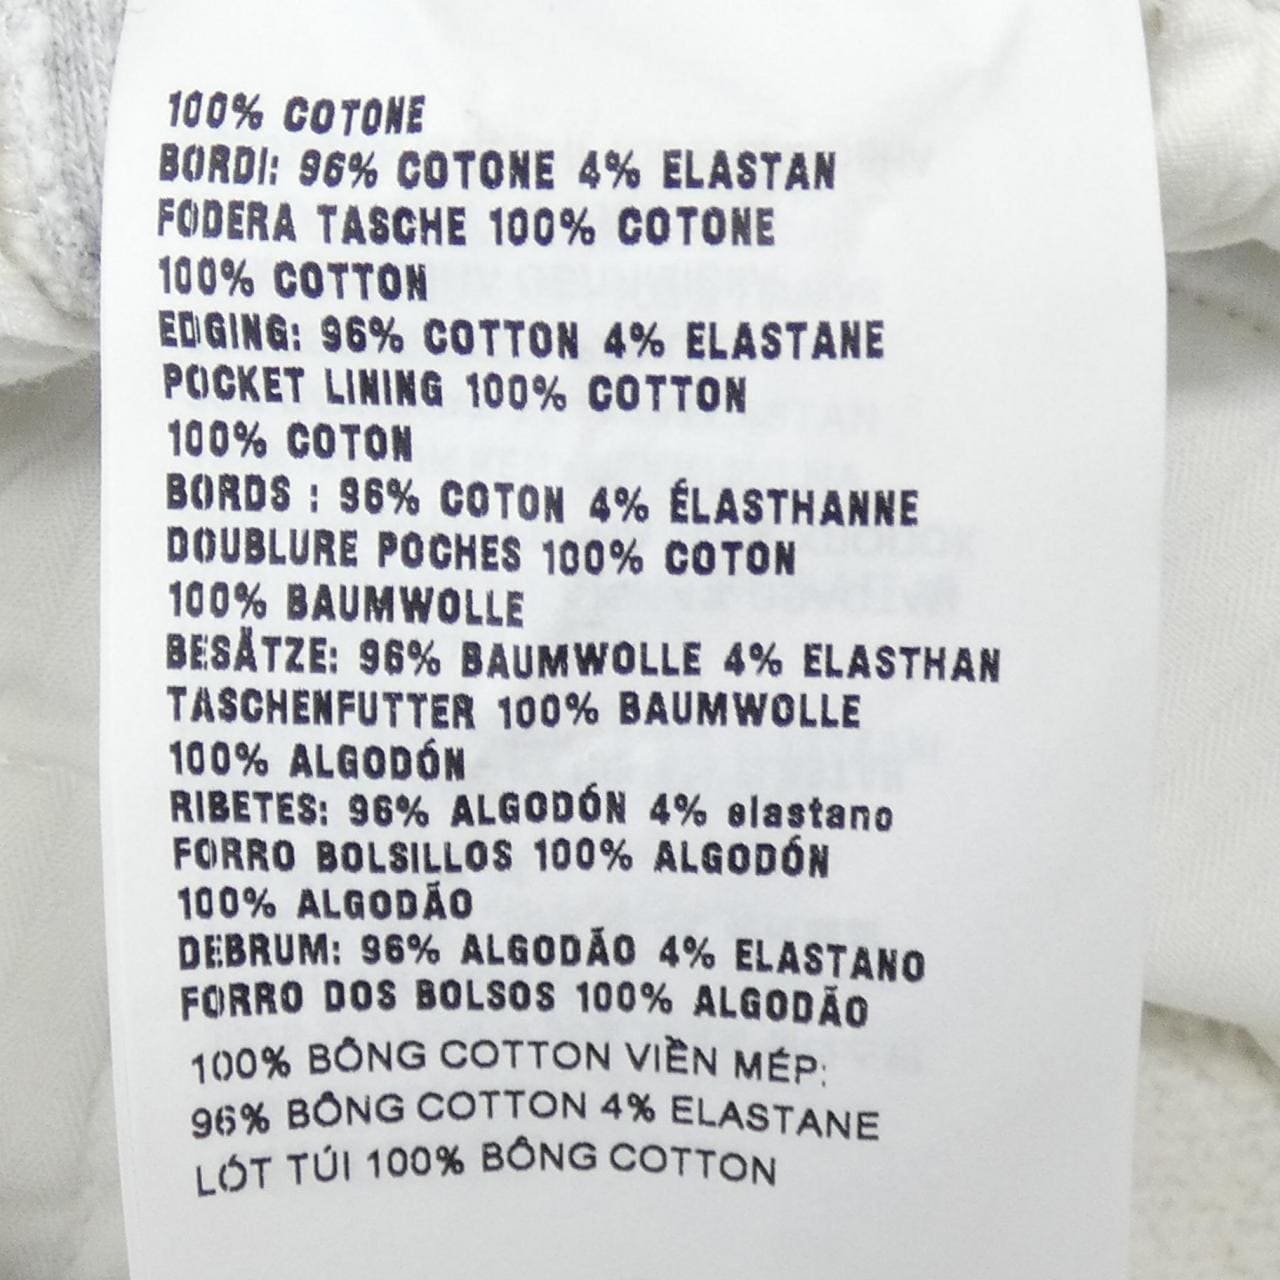 100% COTONE
BORDI: 96% COTONE 4% ELASTAN
FODERA TASCHE 100% COTONE
100% COTTON
EDGING: 96% COTTON 4% ELASTANE
POCKET LINING 100% COTTON
100% COTON
BORDS : 96% COTON 4% ÉLASTHANNE
DOUBLURE POCHES 100% COTON
100% BAUMWOLLE
BESÄTZE: 96% BAUMWOLLE 4% ELASTHAN
TASCHENFUTTER 100% BAUMWOLLE
100% ALGODÓN
RIBETES: 96% ALGODÓN 4% elastano
FORRO BOLSILLOS 100% ALGODÓN
100% ALGODÃO
DEBRUM: 96% ALGODÃO 4% ELASTANO
FORRO DOS BOLSOS 100% ALGODÃO
100% BÔNG COTTON VIỀN MÉP:
96% BÔNG COTTON 4% ELASTANE
LÓT TÚI 100% BÔNG COTTON